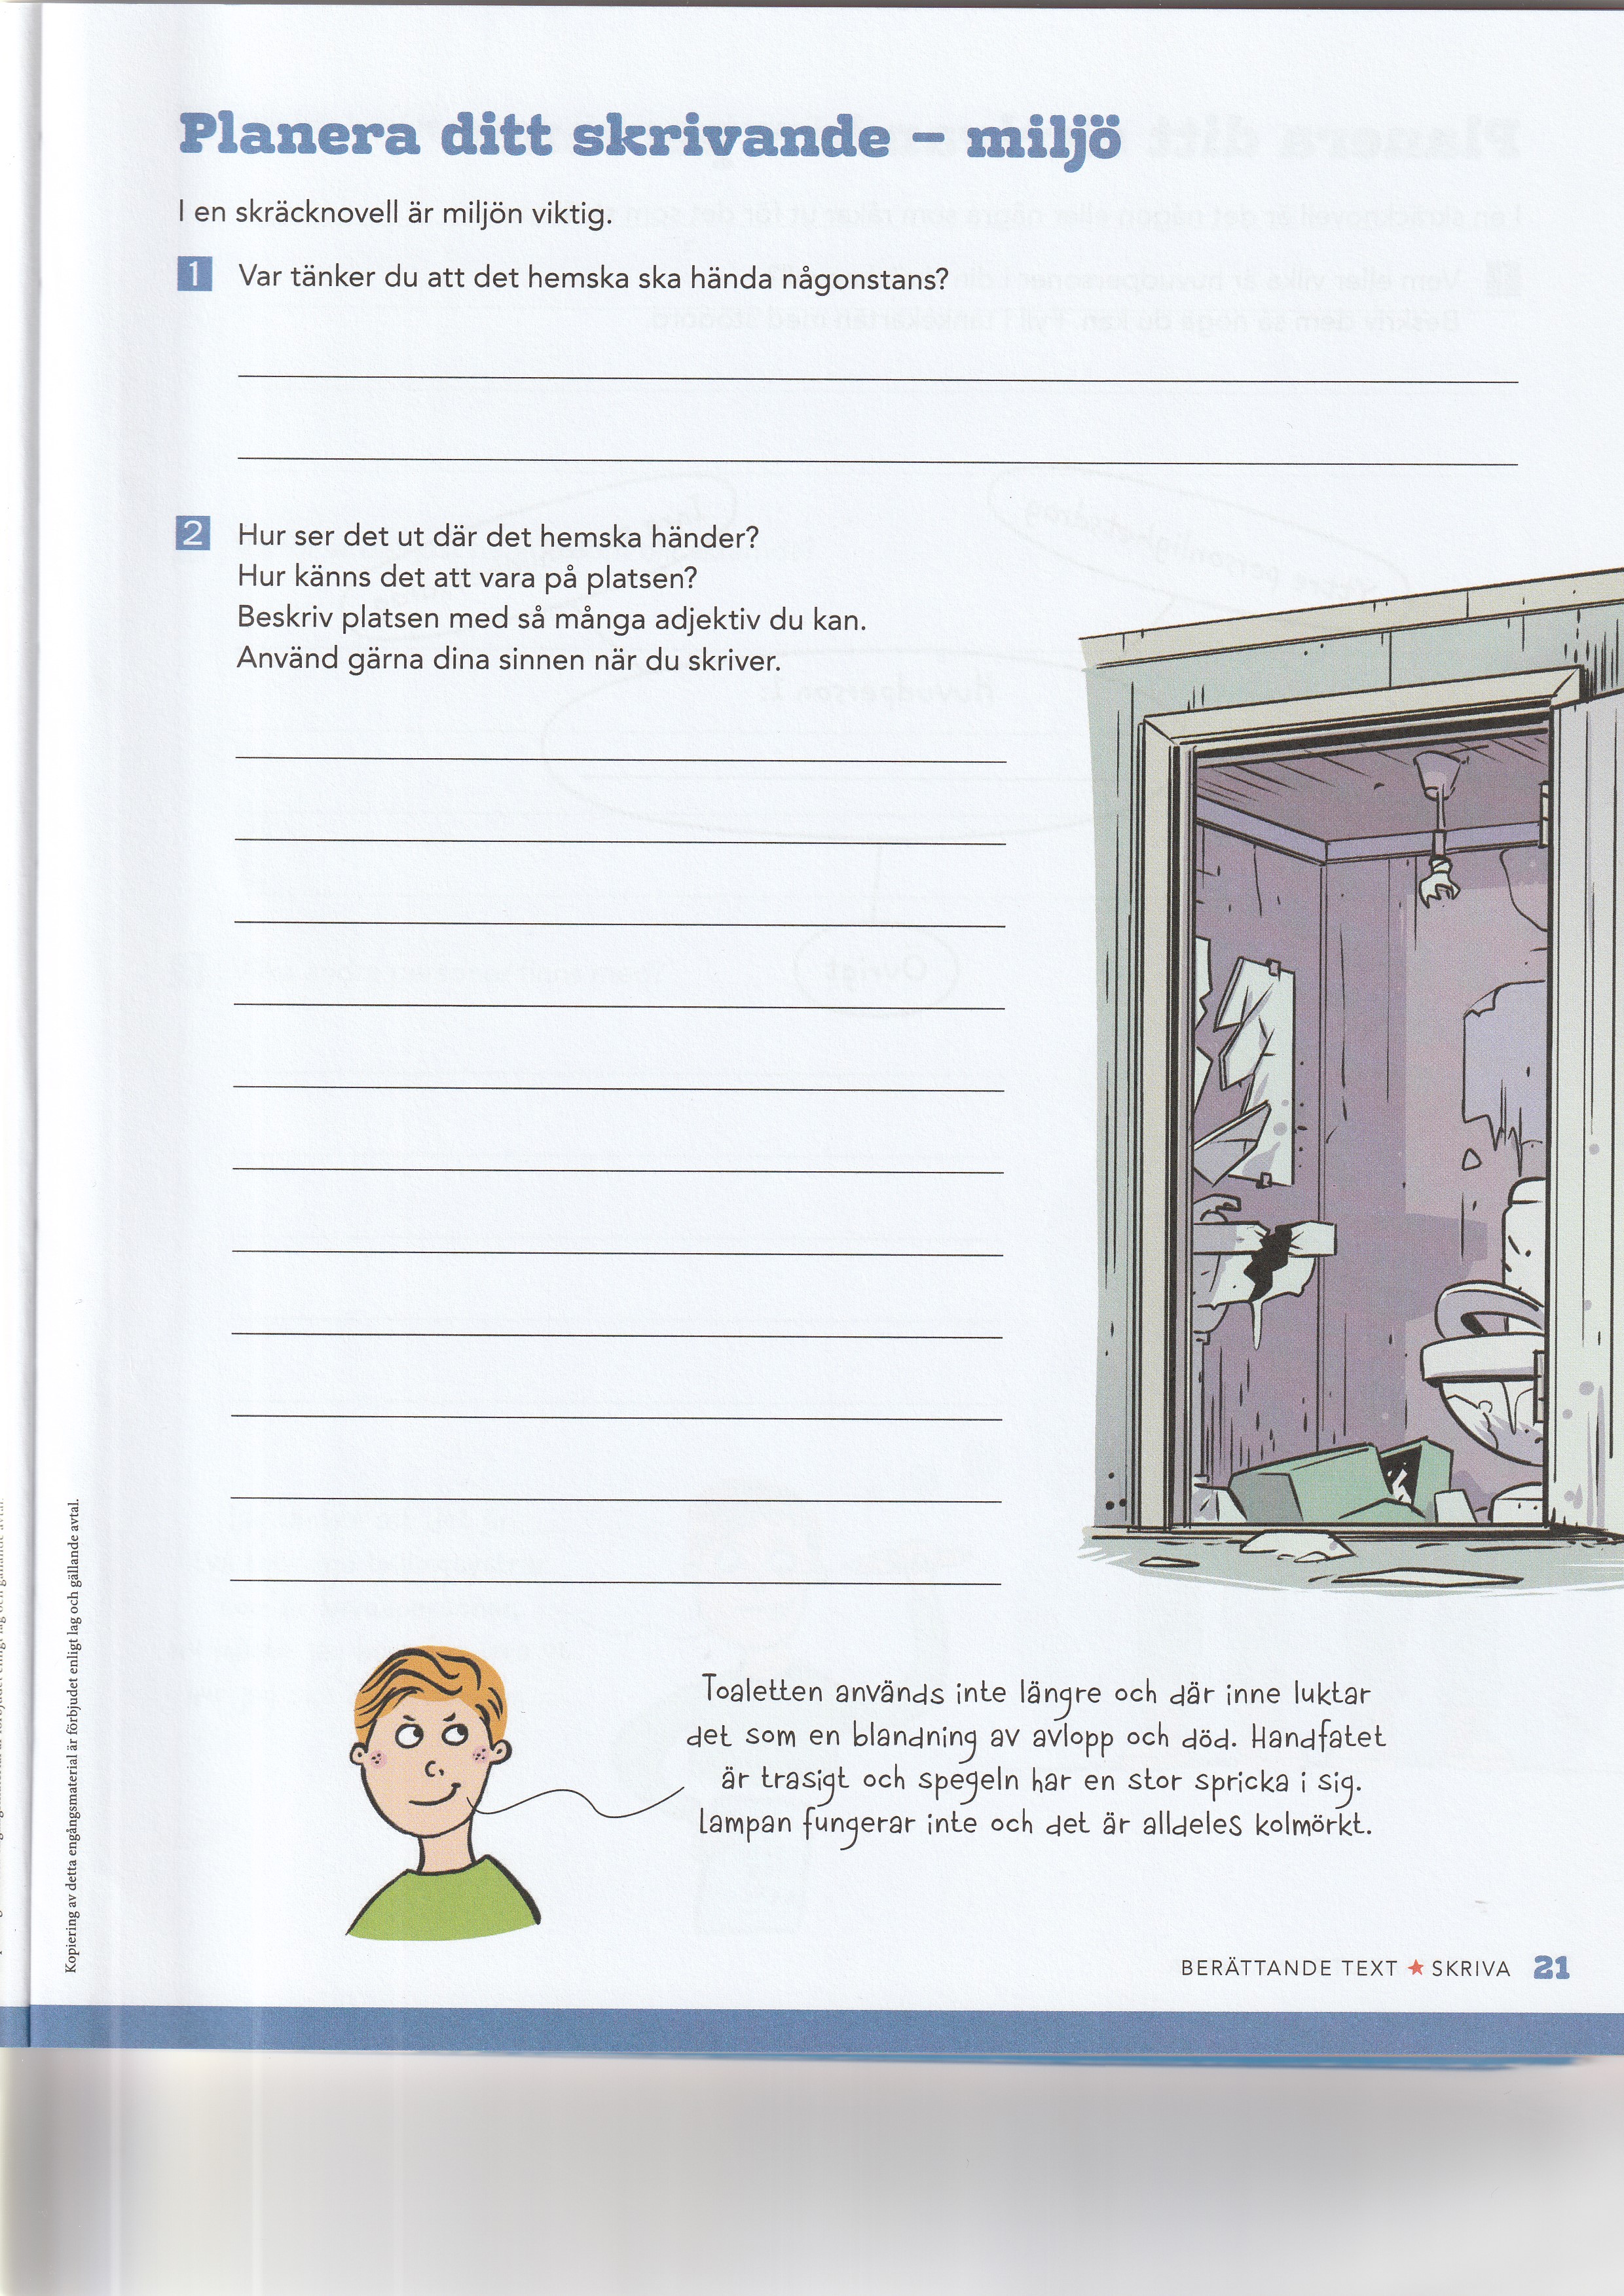 Planera ditt skrivande – miljö
I en skräcknovell är miljön viktig.
1 Var tänker du att det hemska ska hända någonstans?
2 Hur ser det ut där det hemska händer?
Hur känns det att vara på platsen?
Beskriv platsen med så många adjektiv du kan.
Använd gärna dina sinnen när du skriver.
Toaletten används inte längre och där inne luktar
det som en blandning av avlopp och död. Handfatet
är trasigt och spegeln har en stor spricka i sig.
Lampan fungerar inte och det är alldeles kolmörkt.
Kopiering av detta engångsmaterial är förbjudet enligt lag och gällande avtal.
BERÄTTANDE TEXT ★ SKRIVA 21